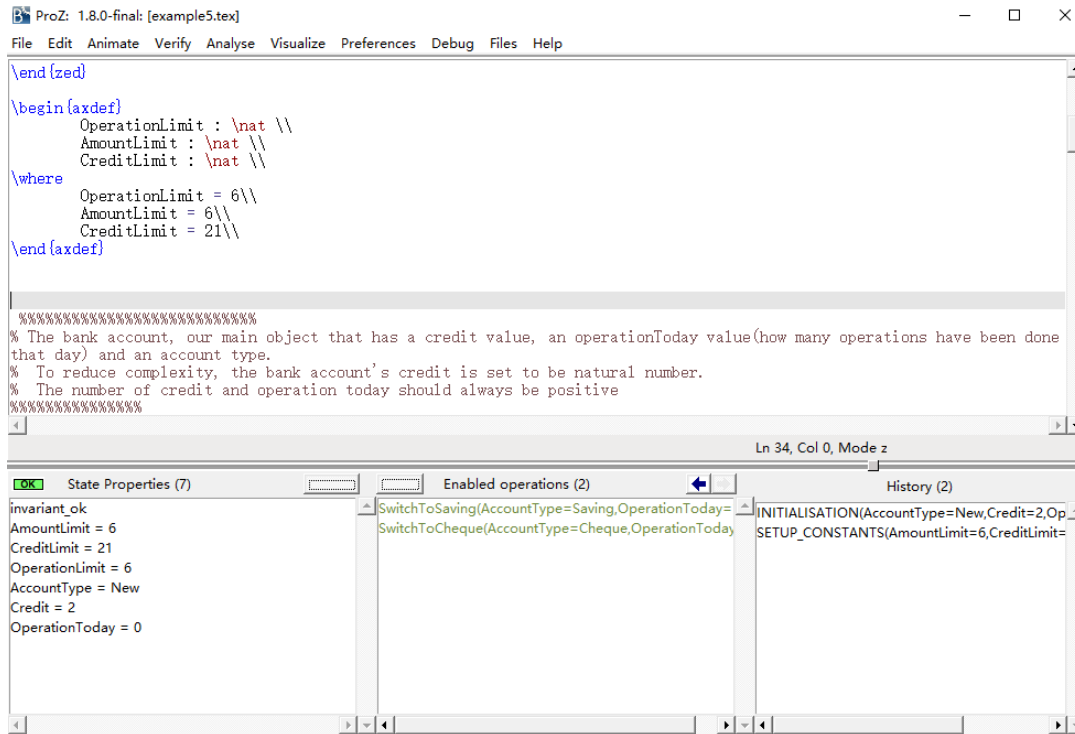 ProZ: 1.8.0-final: [example5.tex]
File Edit Animate Verify Analyse Visualize Preferences Debug Files Help
\end{zed}
\begin{axdef}
OperationLimit : \nat \\
AmountLimit : \nat \\
CreditLimit : \nat \\
\where
OperationLimit = 6\\
AmountLimit = 6\\
CreditLimit = 21\\
\end{axdef}
%%%%%%%%%%%%%%%%%%%%%%%%%%%
% The bank account, our main object that has a credit value, an operationToday value(how many operations have been done
that day) and an account type.
%  To reduce complexity, the bank account's credit is set to be natural number.
%  The number of credit and operation today should always be positive
%%%%%%%%%%%%%%%
Ln 34, Col 0, Mode z
OK State Properties (7)
invariant_ok
AmountLimit = 6
CreditLimit = 21
OperationLimit = 6
AccountType = New
Credit = 2
OperationToday = 0
Enabled operations (2)
SwitchToSaving(AccountType=Saving,OperationToday=
SwitchToCheque(AccountType=Cheque,OperationToday
History (2)
INITIALISATION(AccountType=New,Credit=2,Op
SETUP_CONSTANTS(AmountLimit=6,CreditLimit=